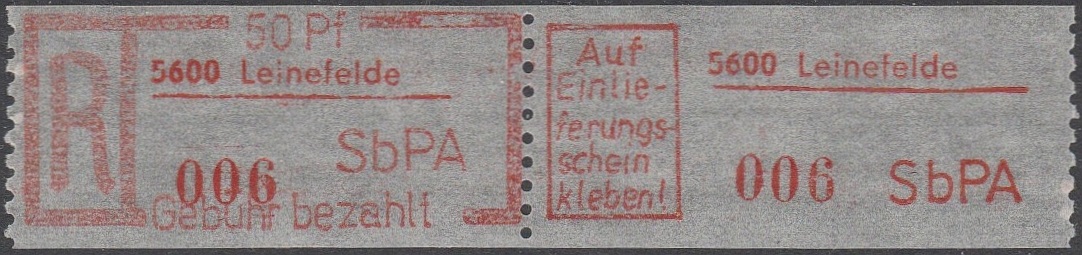 50 Pf
R
5600 Leinefelde
SbPA
006
Gebühr bezahlt
Auf
Einlie-
ferungs-
schein
kleben!
5600 Leinefelde
006 SbPA